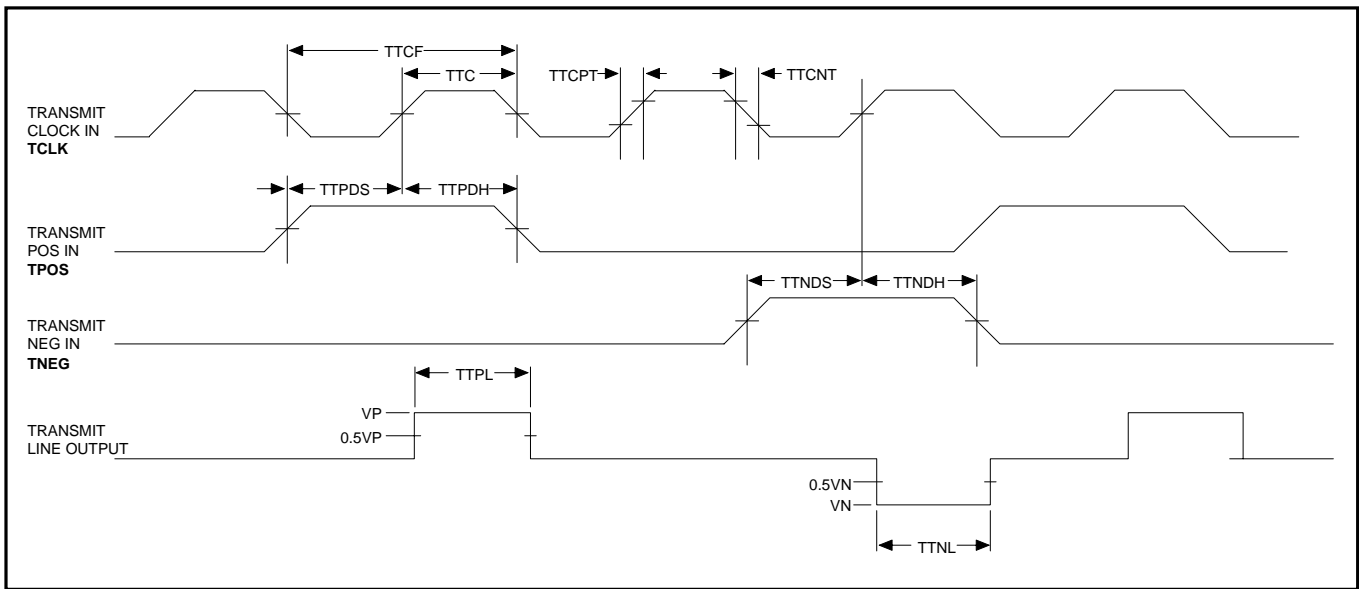 TTCF
TTC
TTCPT
TTCNT
TRANSMIT
CLOCK IN
TCLK
TTPDS
TTPDH
TRANSMIT
POS IN
TPOS
TTNDS
TTNDH
TRANSMIT
NEG IN
TNEG
TTPL
VP
0.5VP
TRANSMIT
LINE OUTPUT
0.5VN
VN
TTNL